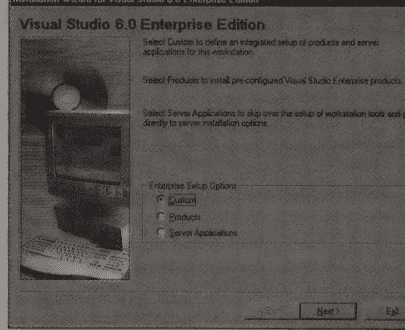 Installation Wizard for Visual Studio 6.0 Enterprise Edition
Visual Studio 6.0 Enterprise Edition
Select Custom to define an integrated setup of products and server
applications for this workstation.
Select Products to install pre-configured Visual Studio Enterprise products.
Select Server Applications to skip over the setup of workstation tools and
directly to server installation options.
Enterprise Setup Options
Custom
Products
Server Applications
Next >
Exit